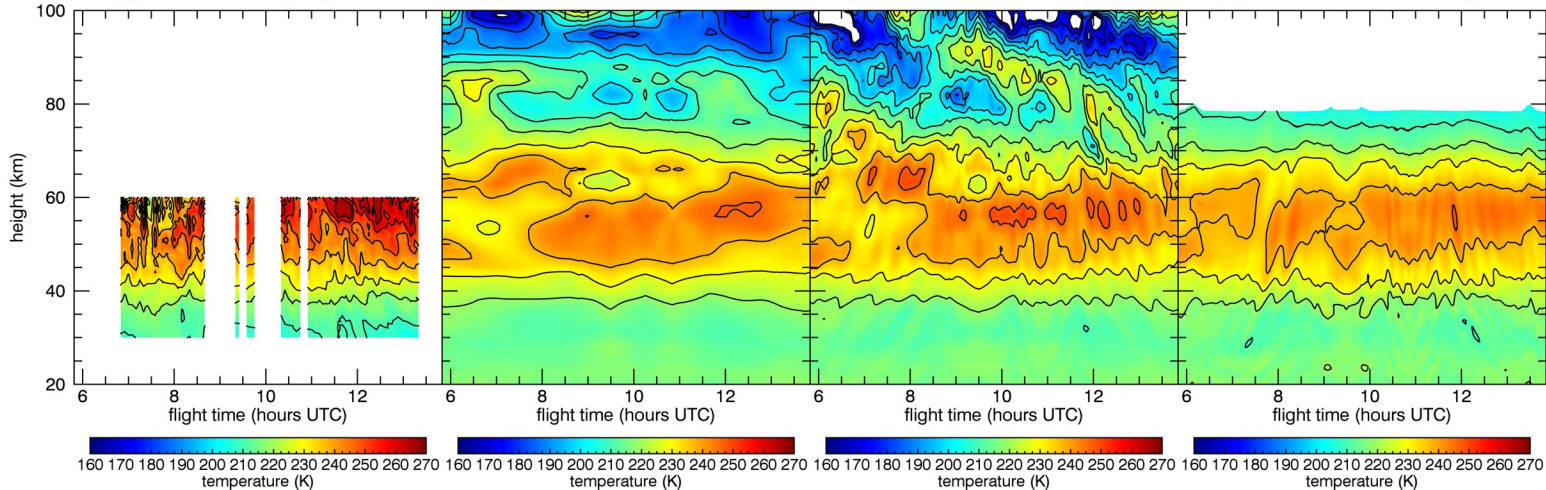 100
80
60
40
20
height (km)
6 8 10 12 6 8 10 12 6 8 10 12 6 8 10 12
flight time (hours UTC) flight time (hours UTC) flight time (hours UTC) flight time (hours UTC)
160 170 180 190 200 210 220 230 240 250 260 270 160 170 180 190 200 210 220 230 240 250 260 270 160 170 180 190 200 210 220 230 240 250 260 270 160 170 180 190 200 210 220 230 240 250 260 270
temperature (K) temperature (K) temperature (K) temperature (K)